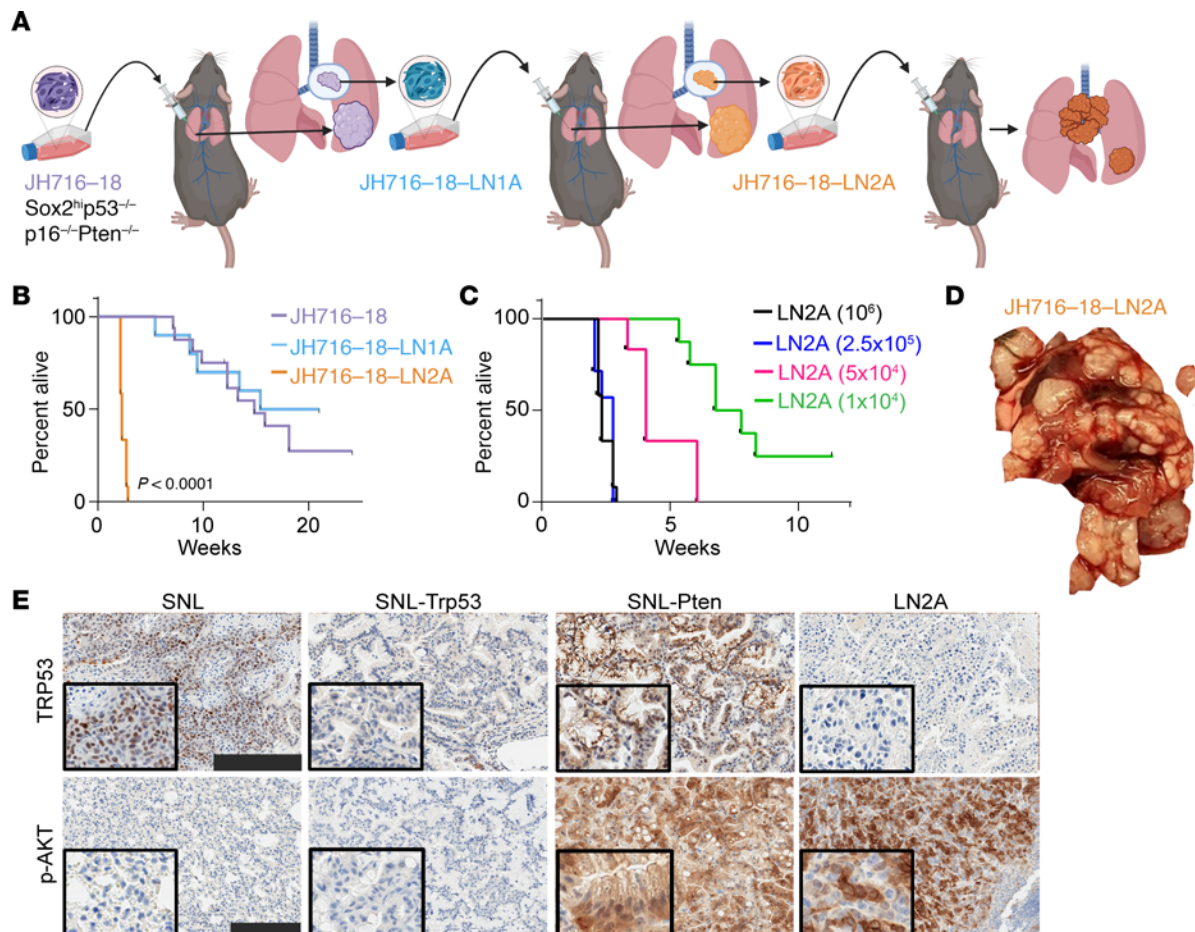 A
JH716–18
Sox2hip53–/–
p16–/–Pten–/–
JH716–18–LN1A
JH716–18–LN2A
B
100
50
0
Percent alive
JH716–18
JH716–18–LN1A
JH716–18–LN2A
P < 0.0001
0 10 20
Weeks
C
100
50
0
Percent alive
LN2A (10⁶)
LN2A (2.5x10⁵)
LN2A (5x10⁴)
LN2A (1x10⁴)
0 5 10
Weeks
D
JH716–18–LN2A
E
SNL SNL-Trp53 SNL-Pten LN2A
TRP53
p-AKT